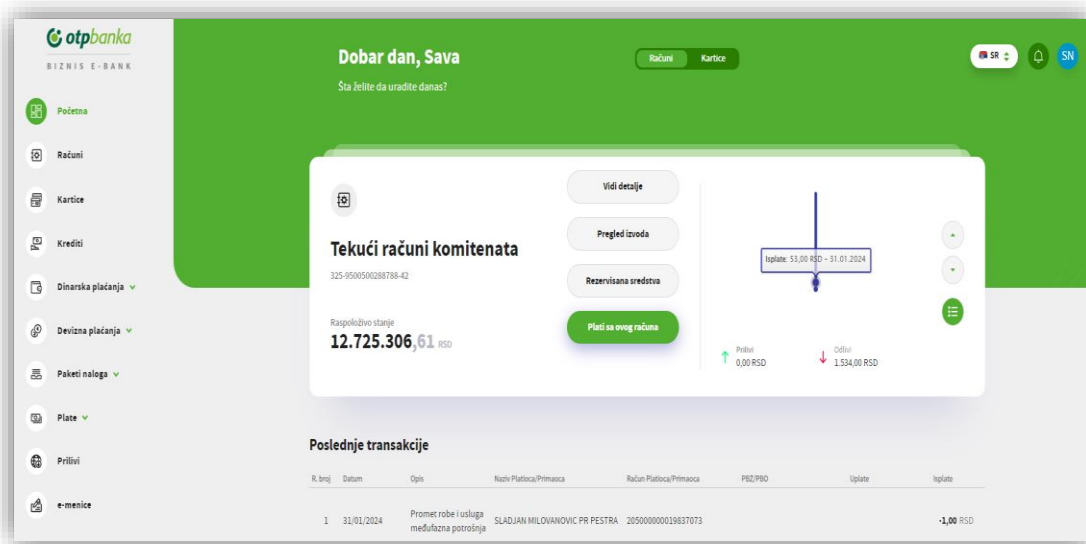 otpbanka
BIZNIS E-BANK
Početna
Računi
Kartice
Krediti
Dinarska plaćanja
Devizna plaćanja
Paketi naloga
Plate
Prilivi
e-menice
Dobar dan, Sava
Šta želite da uradite danas?
Računi Kartice
SR
SN
Tekući računi komitenata
325-9500500288788-42
Raspoloživo stanje
12.725.306,61 RSD
Vidi detalje
Pregled izvoda
Rezervisana sredstva
Plati sa ovog računa
Isplate: 53,00 RSD - 31.01.2024
Prilivi
0,00 RSD
Odlivi
1.534,00 RSD
Poslednje transakcije
R. broj Datum Opis Naziv Platioca/Primaoca Račun Platioca/Primaoca PBZ/PBO Uplate Isplate
1 31/01/2024 Promet robe i usluga međufazna potrošnja SLADJAN MILOVANOVIC PR PESTRA 205000000019837073 -1,00 RSD